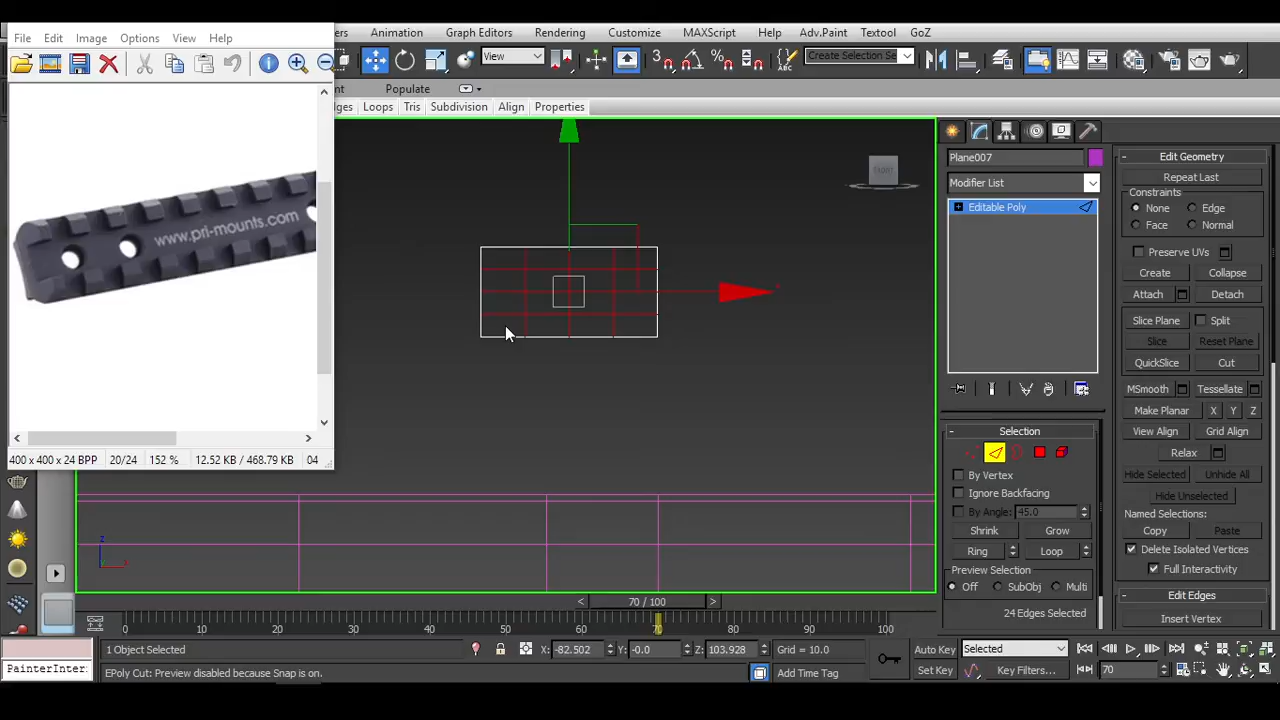 File Edit Image Options View Help
ers Animation Graph Editors Rendering Customize MAXScript Help Adv.Paint Textool GoZ
View
Create Selection Se
nt Populate
ges Loops Tris Subdivision Align Properties
www.pri-mounts.com
400 x 400 x 24 BPP 20/24 152 % 12.52 KB / 468.79 KB 04
FRONT
z
x
Plane007
Modifier List
Editable Poly
Selection
By Vertex
Ignore Backfacing
By Angle: 45.0
Shrink Grow
Ring Loop
Preview Selection
Off SubObj Multi
24 Edges Selected
Edit Geometry
Repeat Last
Constraints
None Edge
Face Normal
Preserve UVs
Create Collapse
Attach Detach
Slice Plane Split
Slice Reset Plane
QuickSlice Cut
MSmooth Tessellate
Make Planar X Y Z
View Align Grid Align
Relax
Hide Selected Unhide All
Hide Unselected
Named Selections:
Copy Paste
Delete Isolated Vertices
Full Interactivity
Edit Edges
Insert Vertex
70 / 100
0 10 20 30 40 50 60 70 80 90 100
1 Object Selected X: -82.502 Y: -0.0 Z: 103.928 Grid = 10.0 Auto Key Selected
PainterInter EPoly Cut: Preview disabled because Snap is on. Add Time Tag Set Key Key Filters... 70